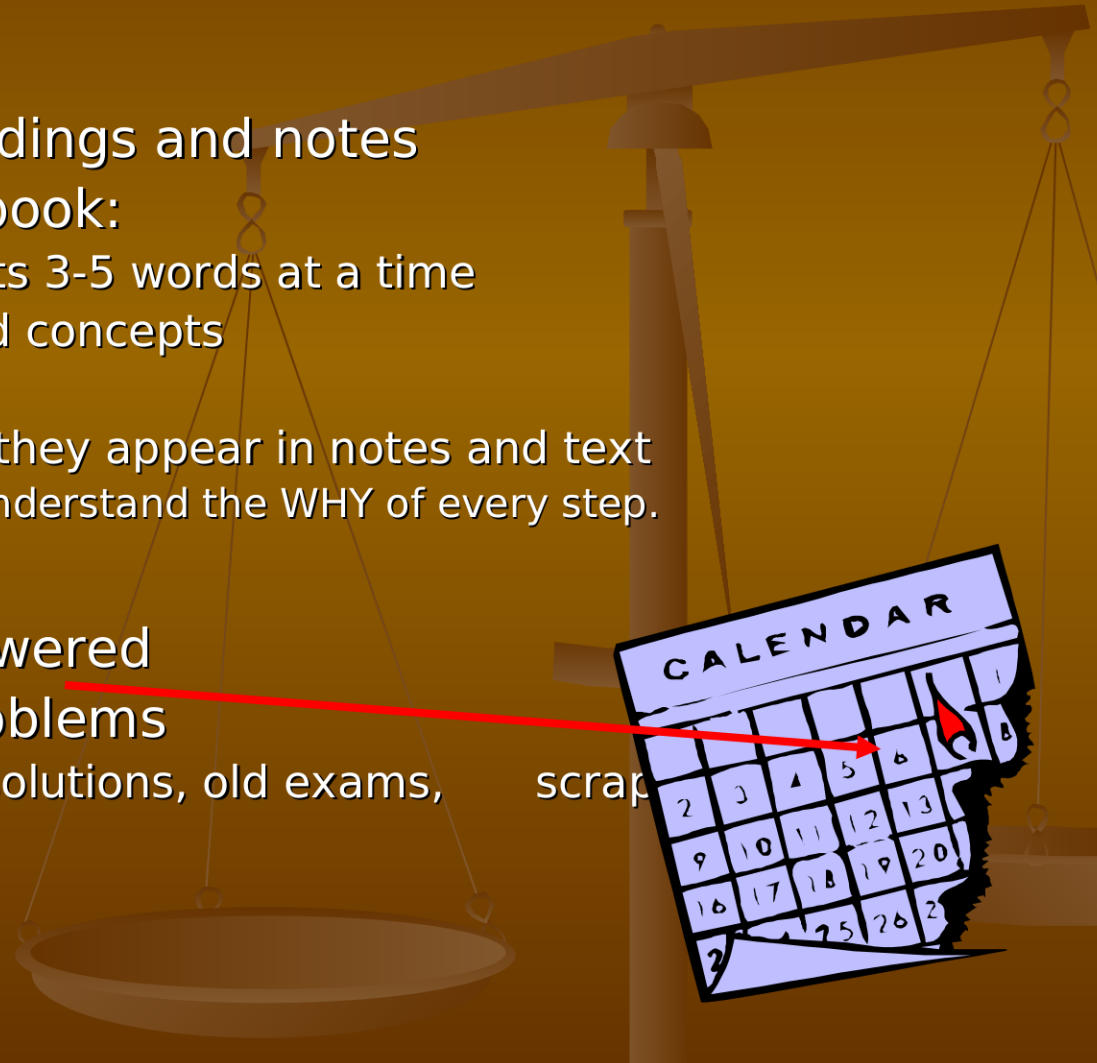 dings and notes
ook:
ts 3-5 words at a time
d concepts
they appear in notes and text
nderstand the WHY of every step.
wered
oblems
olutions, old exams, scrap
CALENDAR
1
2 3 4 5 6 8
9 10 11 12 13
16 17 18 19 20
25 26